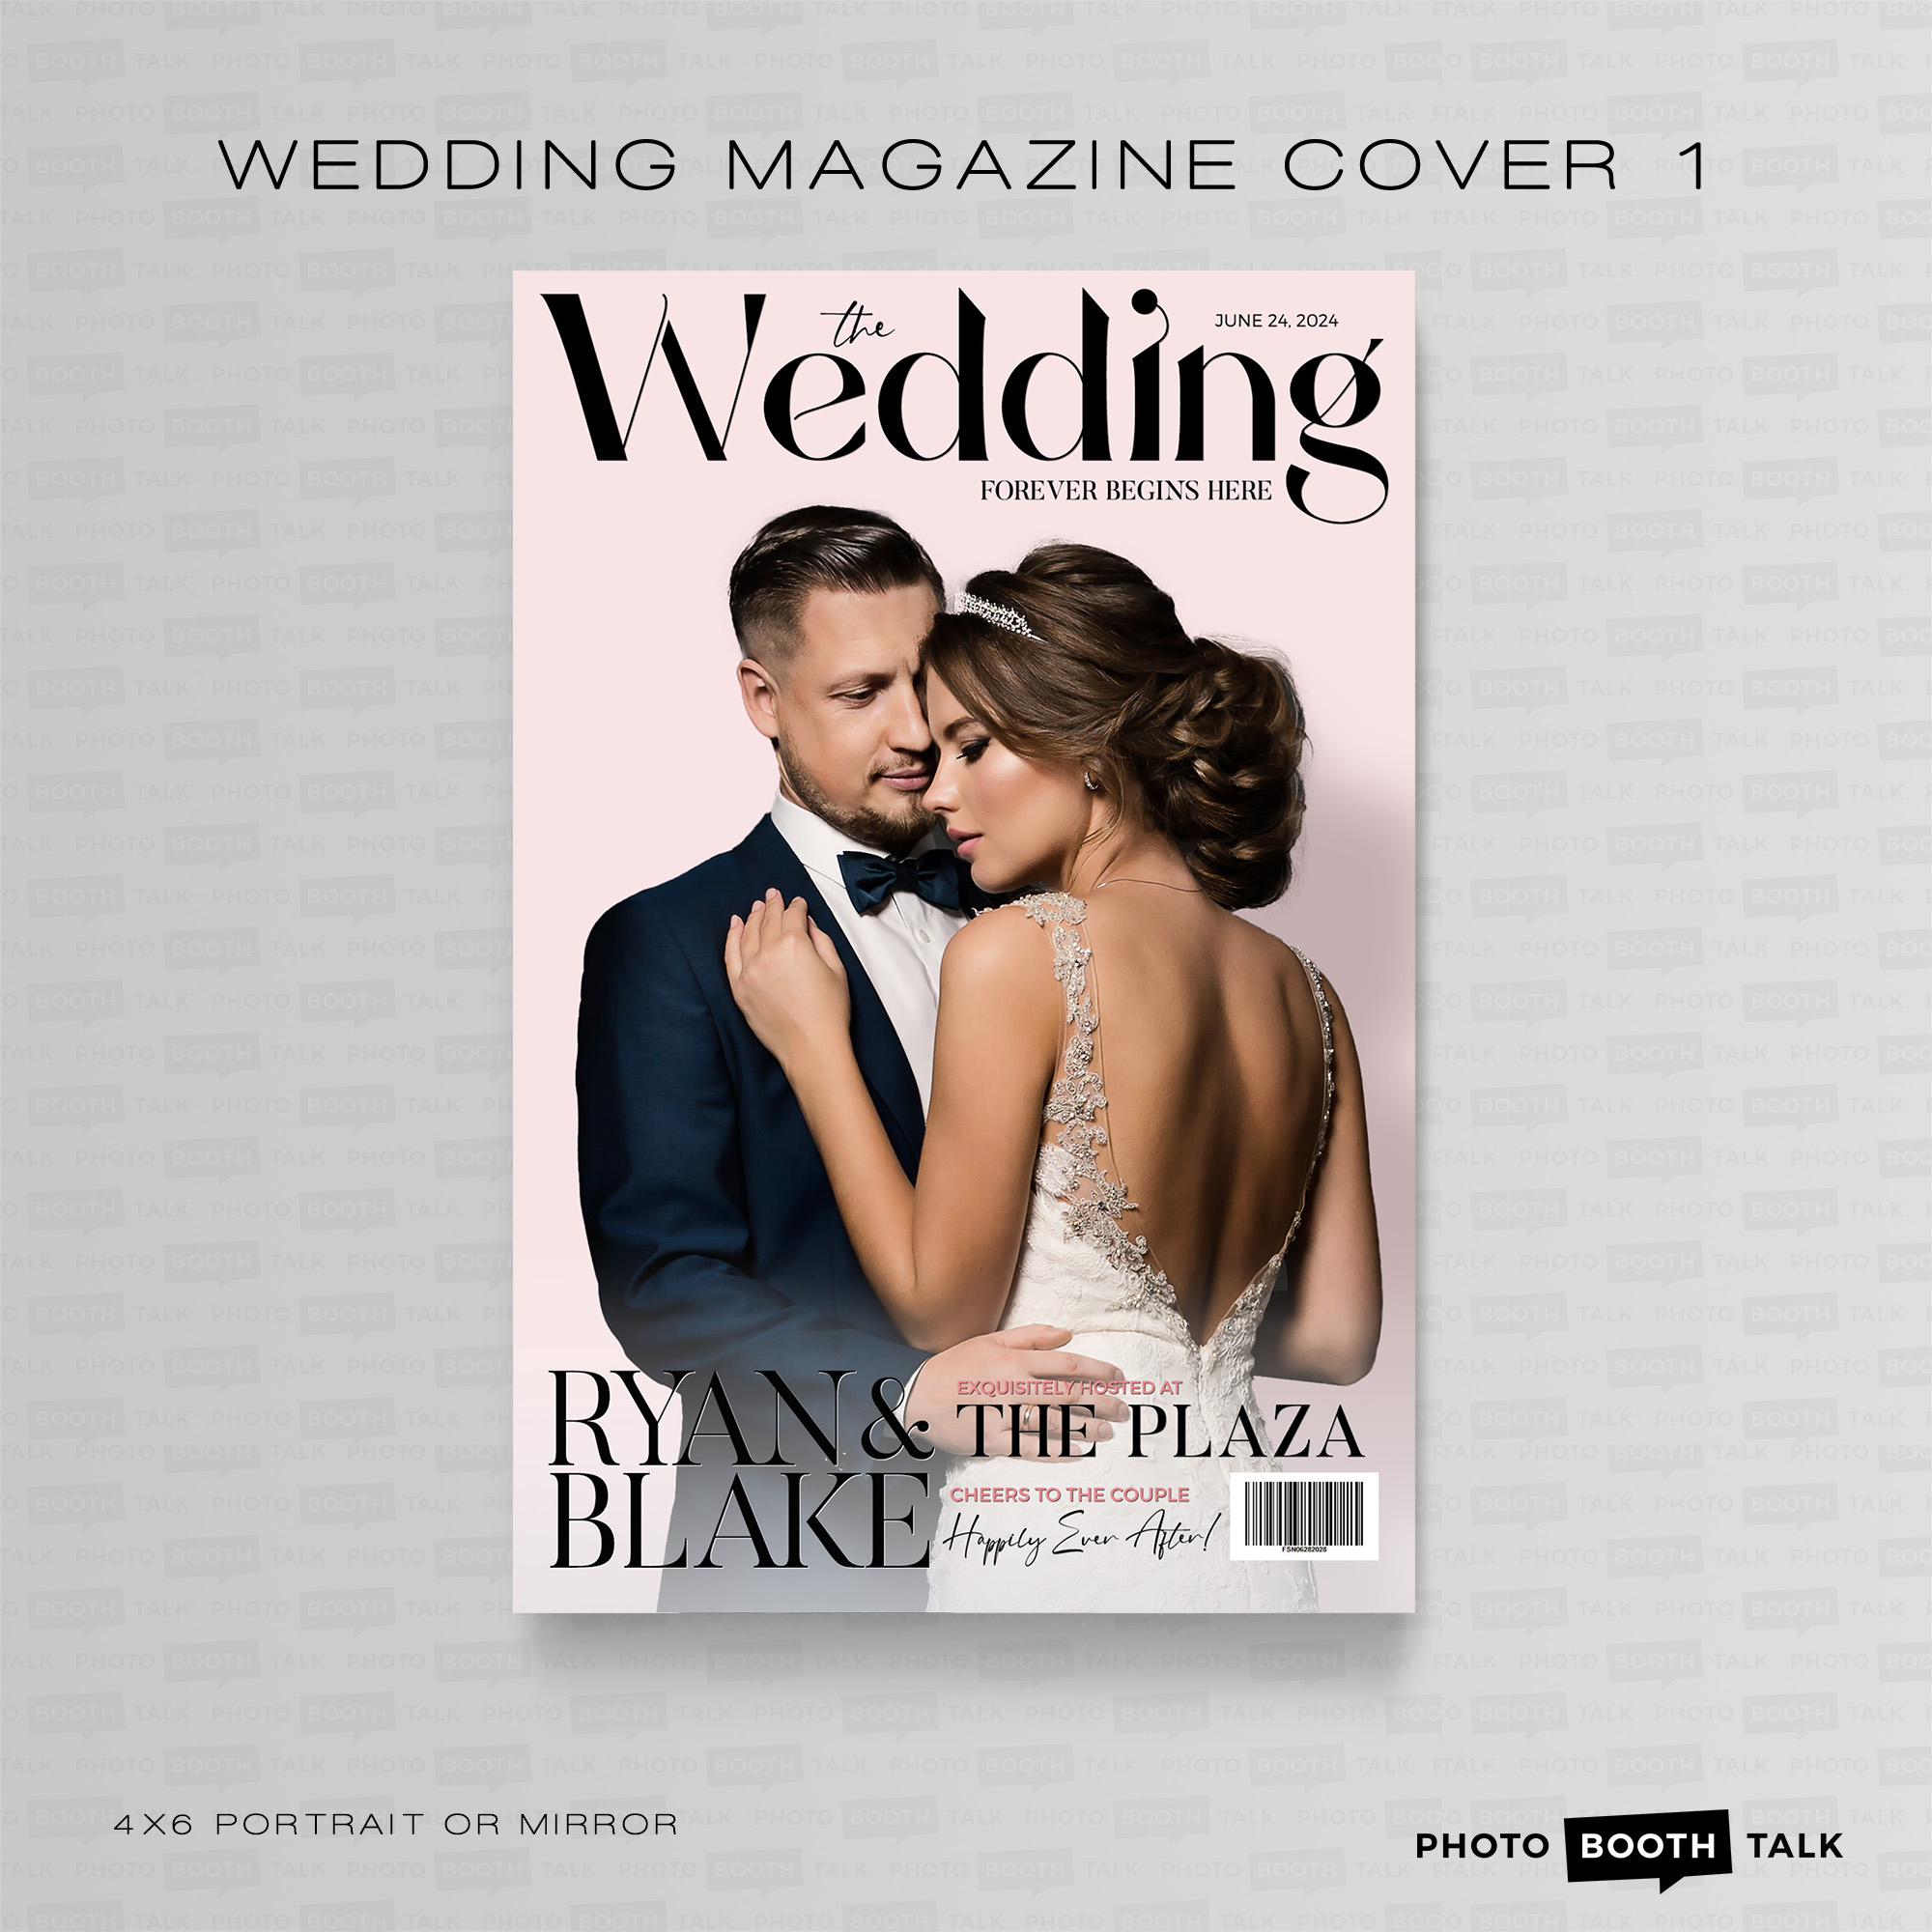 WEDDING MAGAZINE COVER 1
the
Wedding
JUNE 24, 2024
FOREVER BEGINS HERE
RYAN &
BLAKE
EXQUISITELY HOSTED AT
THE PLAZA
CHEERS TO THE COUPLE
Happily Ever After!
FSN06282028
4X6 PORTRAIT OR MIRROR
PHOTO BOOTH TALK